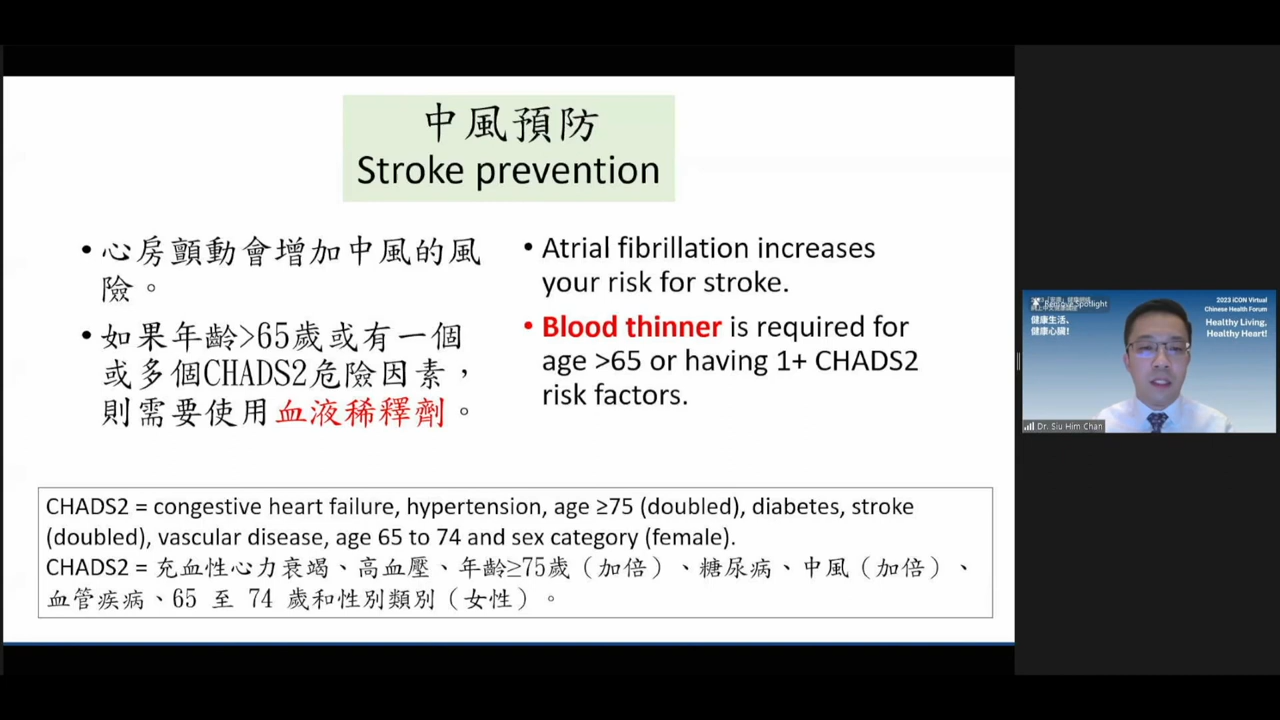 中風預防
Stroke prevention
• 心房顫動會增加中風的風
險。
• 如果年齡>65歲或有一個
或多個CHADS2危險因素，
則需要使用血液稀釋劑。
• Atrial fibrillation increases
your risk for stroke.
• Blood thinner is required for
age >65 or having 1+ CHADS2
risk factors.
CHADS2 = congestive heart failure, hypertension, age ≥75 (doubled), diabetes, stroke
(doubled), vascular disease, age 65 to 74 and sex category (female).
CHADS2 = 充血性心力衰竭、高血壓、年齡≥75歲（加倍）、糖尿病、中風（加倍）、
血管疾病、65 至 74 歲和性別類別（女性）。
Remove Spotlight
健康生活,
健康心臟!
2023 iCON Virtual
Chinese Health Forum
Healthy Living,
Healthy Heart!
Dr. Siu Him Chan